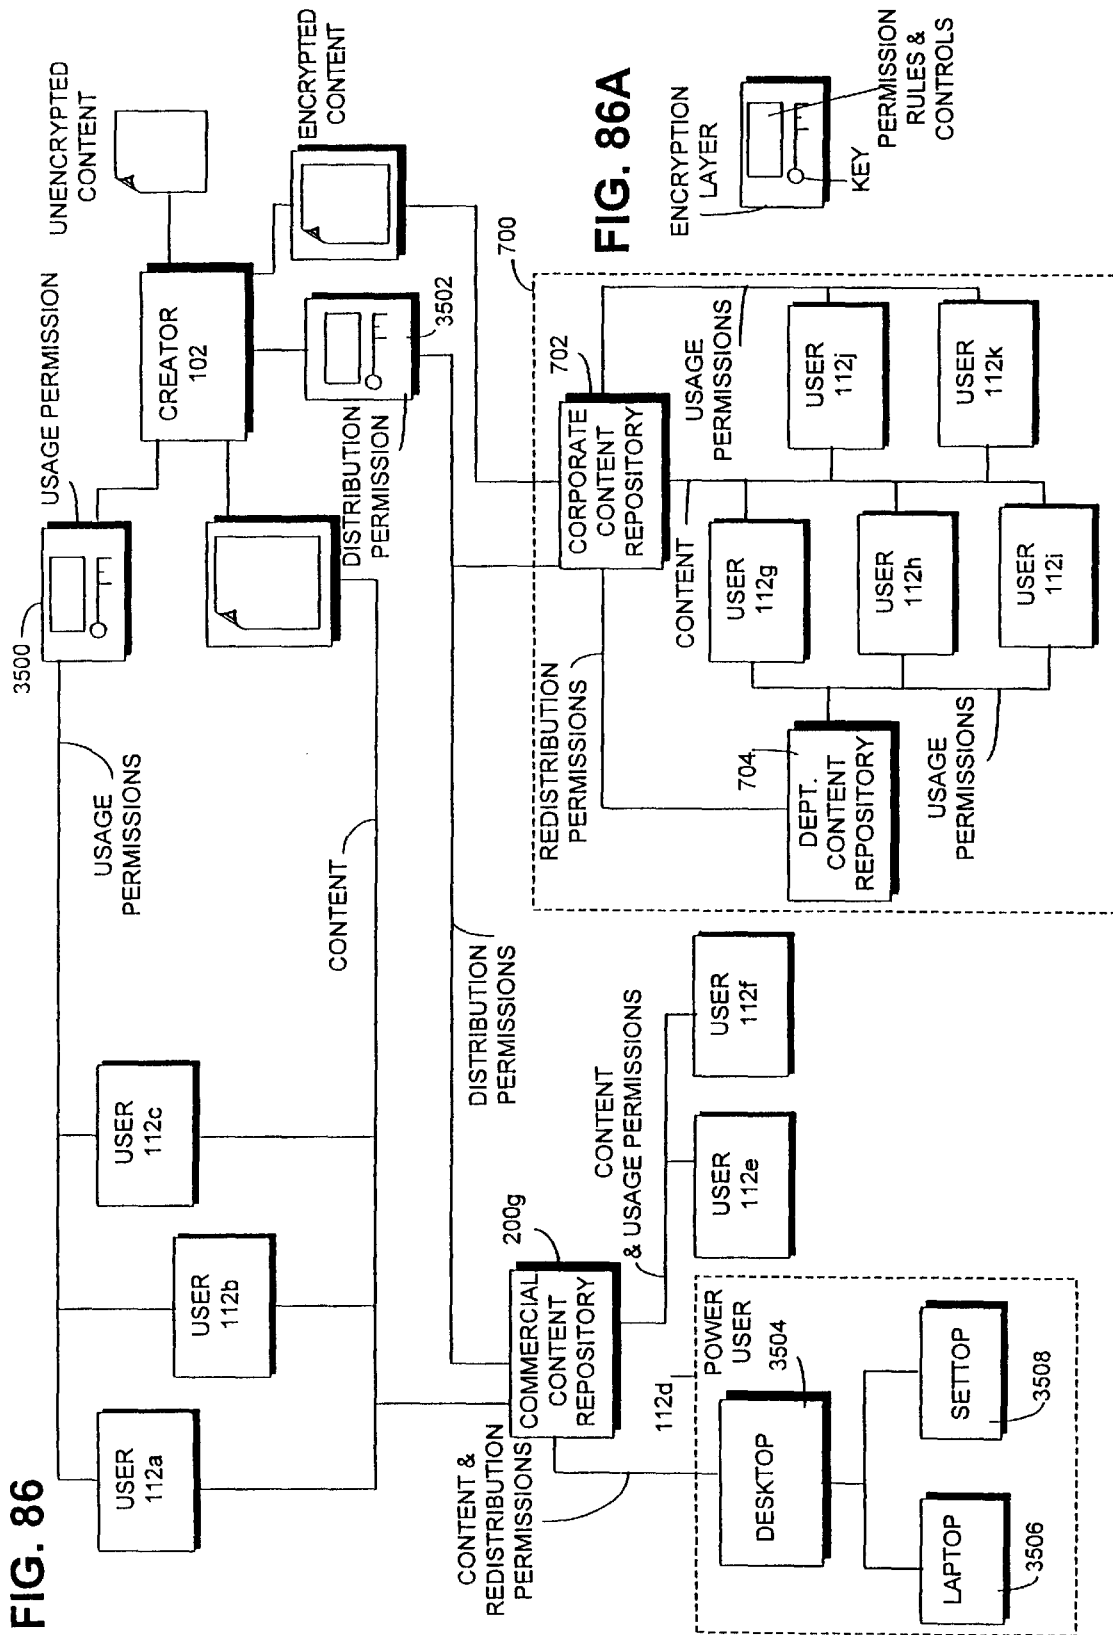 FIG. 86
3500
USAGE PERMISSION
UNENCRYPTED
CONTENT
CREATOR
102
USAGE
PERMISSIONS
USER
112a
USER
112b
USER
112c
CONTENT
DISTRIBUTION
PERMISSION
3502
ENCRYPTED
CONTENT
DISTRIBUTION
PERMISSIONS
CONTENT &
REDISTRIBUTION
PERMISSIONS
COMMERCIAL
CONTENT
REPOSITORY
200g
CONTENT
& USAGE PERMISSIONS
USER
112e
USER
112f
112d
POWER
USER
3504
DESKTOP
LAPTOP
3506
SETTOP
3508
700
REDISTRIBUTION
PERMISSIONS
CORPORATE
CONTENT
REPOSITORY
702
CONTENT
USAGE
PERMISSIONS
704
DEPT.
CONTENT
REPOSITORY
USER
112g
USER
112h
USER
112i
USER
112j
USER
112k
USAGE
PERMISSIONS
FIG. 86A
ENCRYPTION
LAYER
KEY
PERMISSION
RULES &
CONTROLS